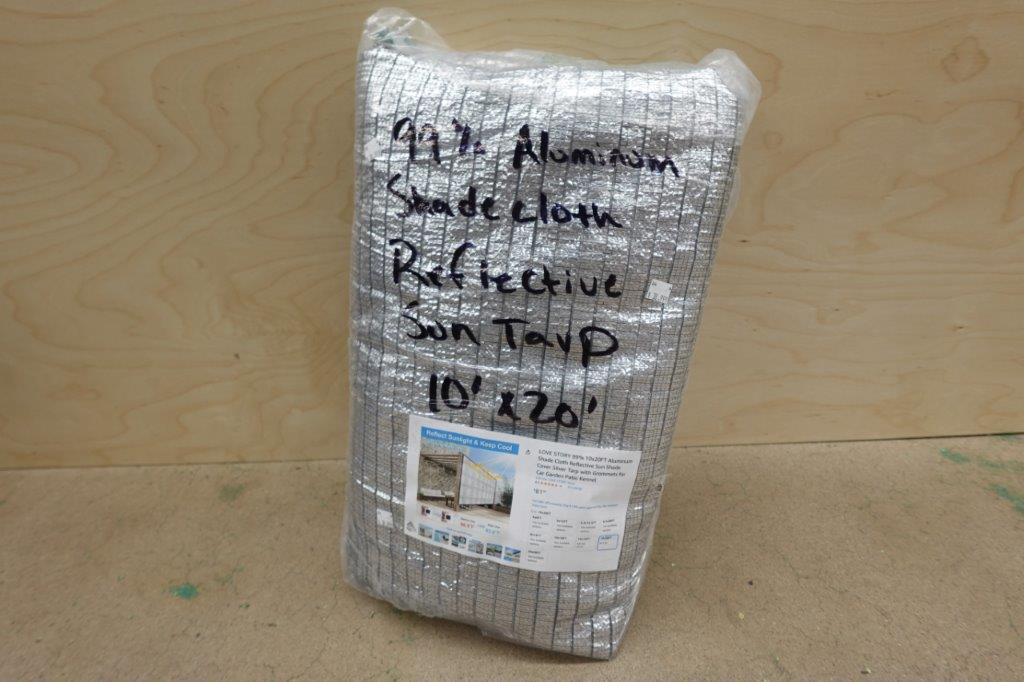 99% Aluminum
Shade cloth
Reflective
Sun Tarp
10' x 20'
Reflect Sunlight & Keep Cool
LOVE STORY 99% 10x20FT Aluminum
Shade Cloth Reflective Sun Shade
Cover Silver Tarp with Grommets for
Car Garden Patio Kennel
$81